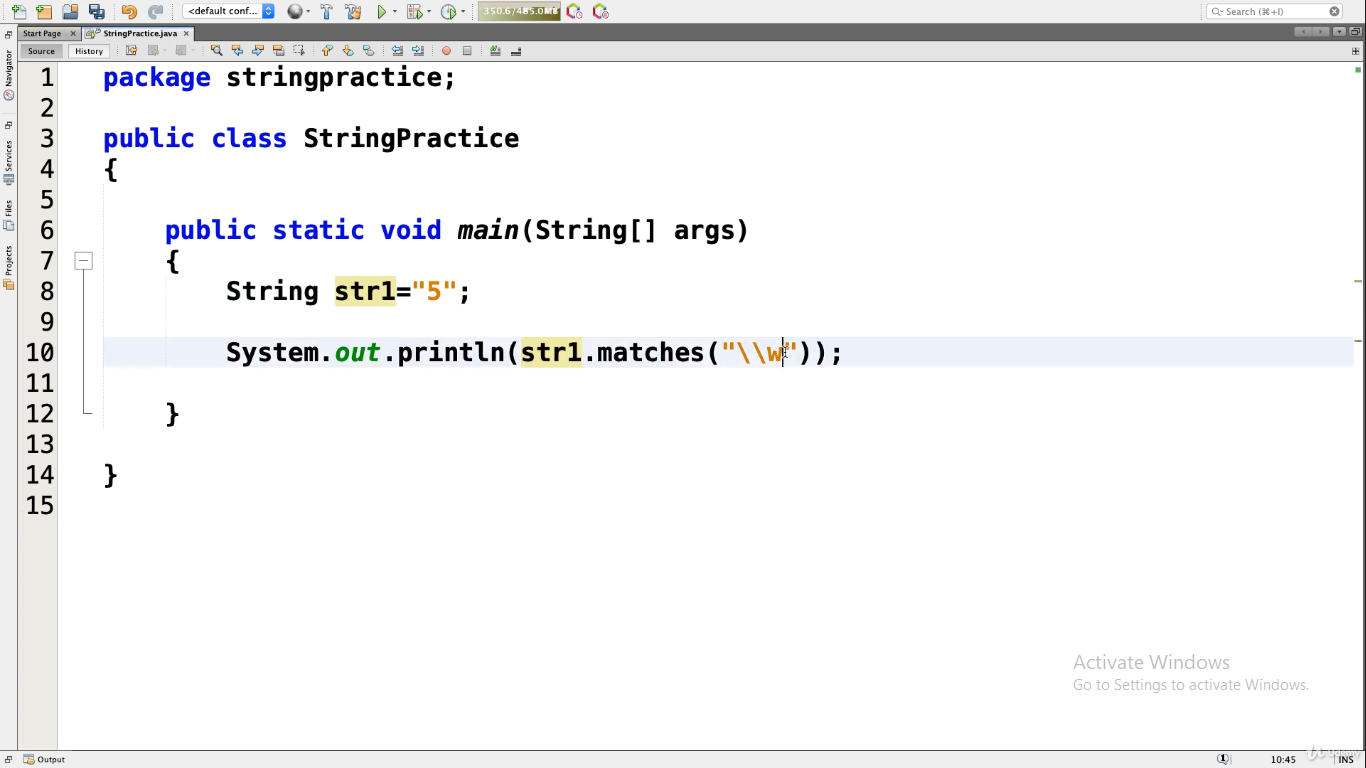 <default conf...
350.6/485.0MB
Search (⌘+I)
Start Page
StringPractice.java
Source
History
Navigator
Services
Files
Projects
1 package stringpractice;
2
3 public class StringPractice
4 {
5
6 public static void main(String[] args)
7 {
8 String str1="5";
9
10 System.out.println(str1.matches("\\w"));
11
12 }
13
14 }
15
Activate Windows
Go to Settings to activate Windows.
Output
1
10:45
INS
Udemy